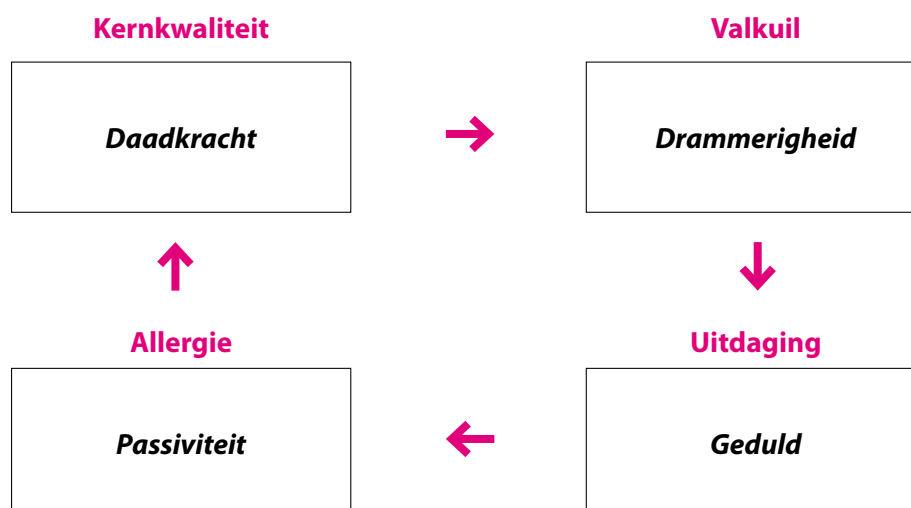 Kernkwaliteit
Valkuil
Daadkracht
Drammerigheid
Allergie
Uitdaging
Passiviteit
Geduld